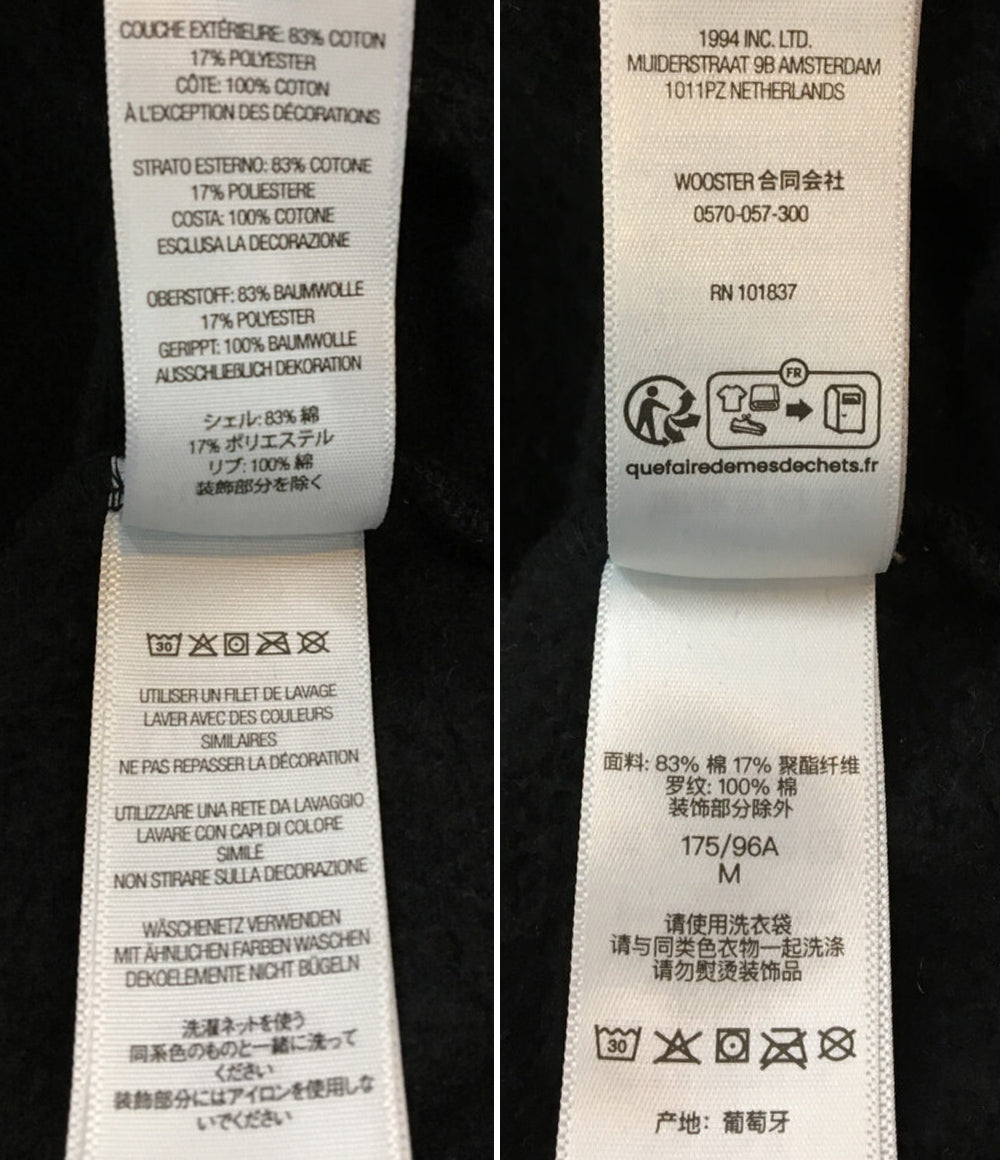 COUCHE EXTÉRIEURE: 83% COTON
17% POLYESTER
CÔTE: 100% COTON
À L'EXCEPTION DES DÉCORATIONS
STRATO ESTERNO: 83% COTONE
17% POLIESTERE
COSTA: 100% COTONE
ESCLUSA LA DECORAZIONE
OBERSTOFF: 83% BAUMWOLLE
17% POLYESTER
GERIPPT: 100% BAUMWOLLE
AUSSCHLIEßLICH DEKORATION
シェル: 83% 綿
17% ポリエステル
リブ: 100% 綿
装飾部分を除く
30
UTILISER UN FILET DE LAVAGE
LAVER AVEC DES COULEURS
SIMILAIRES
NE PAS REPASSER LA DÉCORATION
UTILIZZARE UNA RETE DA LAVAGGIO
LAVARE CON CAPI DI COLORE
SIMILE
NON STIRARE SULLA DECORAZIONE
WÄSCHENETZ VERWENDEN
MIT ÄHNLICHEN FARBEN WASCHEN
DEKOELEMENTE NICHT BÜGELN
洗濯ネットを使う
同系色のものと一緒に洗って
ください
装飾部分にはアイロンを使用しな
いでください
1994 INC. LTD.
MUIDERSTRAAT 9B AMSTERDAM
1011PZ NETHERLANDS
WOOSTER 合同会社
0570-057-300
RN 101837
FR
quefairedemesdechets.fr
面料: 83% 棉 17% 聚酯纤维
罗纹: 100% 棉
装饰部分除外
175/96A
M
请使用洗衣袋
请与同类色衣物一起洗涤
请勿熨烫装饰品
30
产地: 葡萄牙